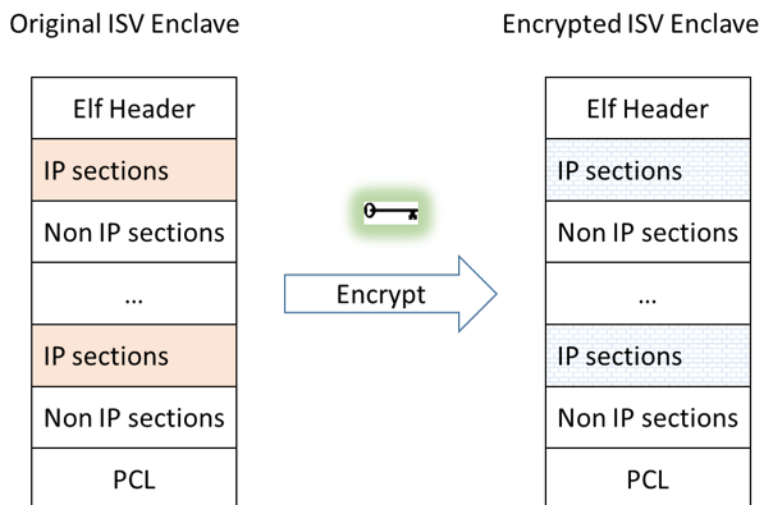 Original ISV Enclave
Elf Header
IP sections
Non IP sections
...
IP sections
Non IP sections
PCL
Encrypt
Encrypted ISV Enclave
Elf Header
IP sections
Non IP sections
...
IP sections
Non IP sections
PCL